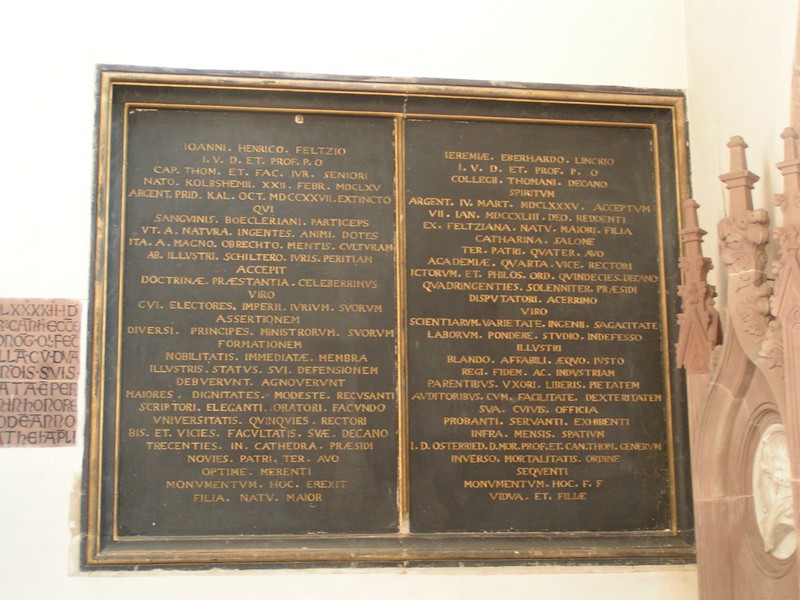 IOANNI. HENRICO. FELTZIO
I. V. D. ET. PROF. P. O
CAP. THOM. ET. FAC. IVR. SENIORI
NATO. KOLBSHEMII. XXII. FEBR. MDCLXV
ARGENT. PRID. KAL. OCT. MDCCXXVII. EXTINCTO
QVI
SANGVINIS. BOECLERIANI. PARTICEPS
VT. A. NATVRA. INGENTES. ANIMI. DOTES
ITA. A. MAGNO. OBRECHTO. MENTIS. CVLTVRAM
AB. ILLVSTRI. SCHILTERO. IVRIS. PERITIAM
ACCEPIT
DOCTRINÆ. PRÆSTANTIA. CELEBERRIMVS
VIRO
CVI. ELECTORES. IMPERII. IVRIVM. SVORVM
ASSERTIONEM
DIVERSI. PRINCIPES. MINISTRORVM. SVORVM
FORMATIONEM
NOBILITATIS. IMMEDIATÆ. MEMBRA
ILLVSTRIS. STATVS. SVI. DEFENSIONEM
DEBVERVNT. AGNOVERVNT
MAIORES. DIGNITATES. MODESTE. RECVSANTI
SCRIPTORI. ELEGANTI. ORATORI. FACVNDO
VNIVERSITATIS. QVINQVIES. RECTORI
BIS. ET. VICIES. FACVLTATIS. SVÆ. DECANO
TRECENTIES. IN. CATHEDRA. PRÆSIDI
NOVIES. PATRI. TER. AVO
OPTIME. MERENTI
MONVMENTVM. HOC. EREXIT
FILIA. NATV. MAIOR
IEREMIÆ. EBERHARDO. LINCKIO
I. V. D. ET. PROF. P. O
COLLEGII. THOMANI. DECANO
SPIRITVM
ARGENT. IV. MART. MDCLXXXV. ACCEPTVM
VII. IAN. MDCCXLIII. DEO. REDDENTI
EX. FELTZIANA. NATV. MAIORI. FILIA
CATHARINA. SALOME
TER. PATRI. QVATER. AVO
ACADEMIÆ. QVARTA. VICE. RECTORI
ICTORVM. ET. PHILOS. ORD. QVINDECIES. DECANO
QVADRINGENTIES. SOLENNITER. PRÆSIDI
DISPVTATORI. ACERRIMO
VIRO
SCIENTIARVM. VARIETATE. INGENII. SAGACITATE
LABORVM. PONDERE. STVDIO. INDEFESSO
ILLVSTRI
BLANDO. AFFABILI. ÆQVO. IVSTO
REGI. FIDEM. AC. INDVSTRIAM
PARENTIBVS. VXORI. LIBERIS. PIETATEM
AVDITORIBVS. CVM. FACILITATE. DEXTERITATEM
SVA. CVIVIS. OFFICIA
PROBANTI. SERVANTI. EXHIBENTI
INFRA. MENSIS. SPATIVM
I. D. OSTERRIED. D. MOR. PROF. ET. CAN. THOM. GENERVM
INVERSO. MORTALITATIS. ORDINE
SEQVENTI
MONVMENTVM. HOC. F. F
VIDVA. ET. FILIÆ